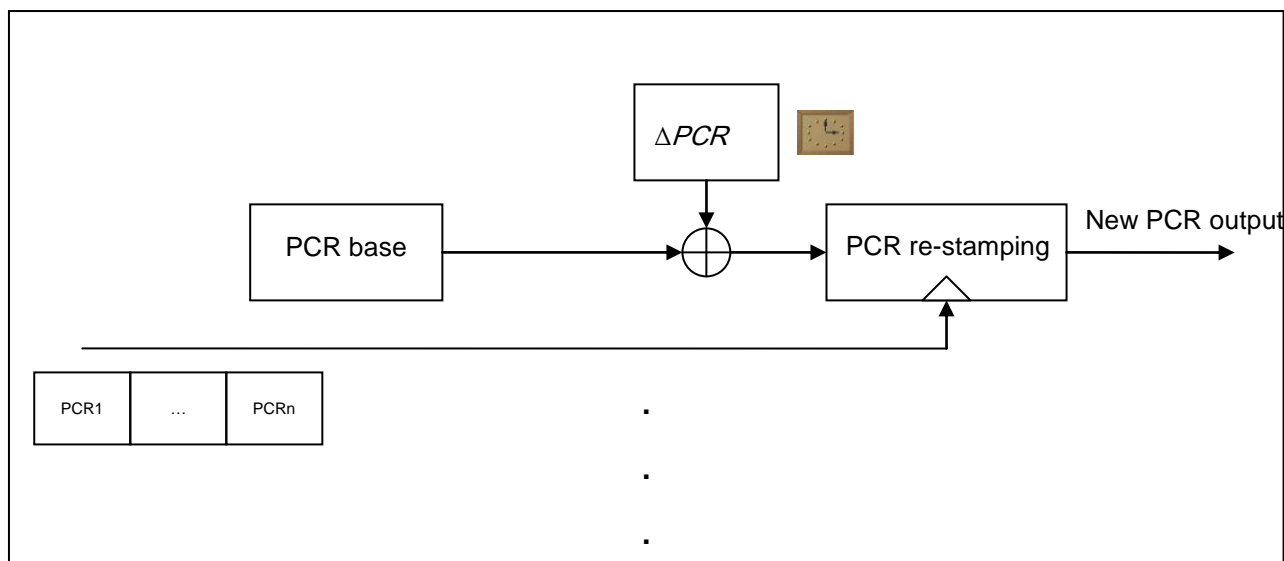 ΔPCR
PCR base
PCR re-stamping
New PCR output
PCR1
...
PCRn
.
.
.